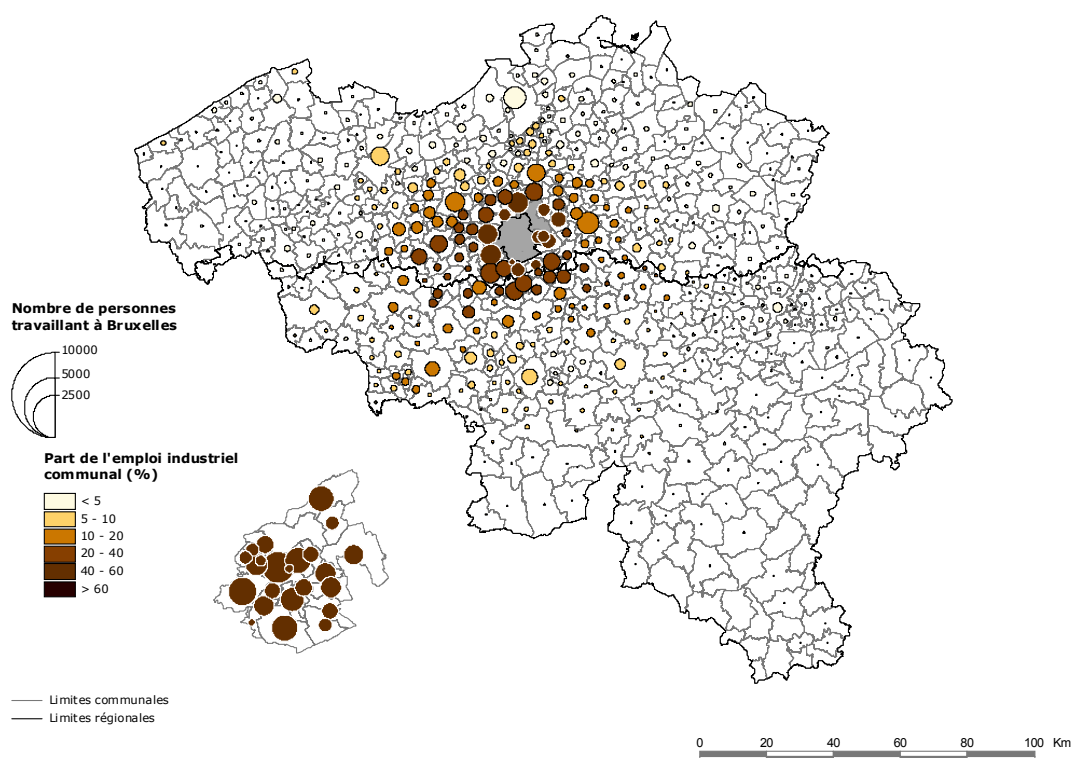 Nombre de personnes
travaillant à Bruxelles
10000
5000
2500
Part de l'emploi industriel
communal (%)
< 5
5 - 10
10 - 20
20 - 40
40 - 60
> 60
Limites communales
Limites régionales
0 20 40 60 80 100 Km